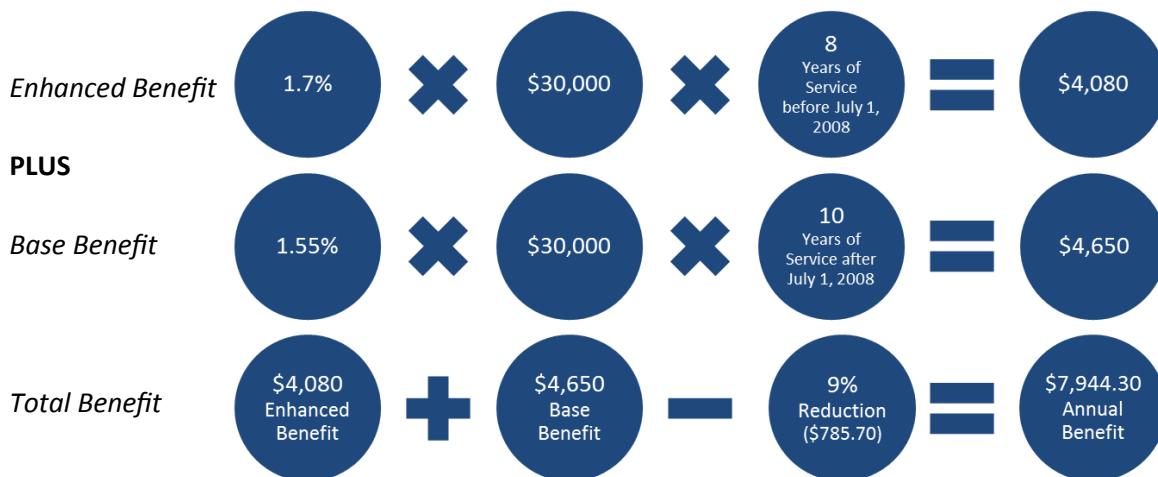 Enhanced Benefit
1.7%
$30,000
8
Years of
Service
before July 1,
2008
$4,080
PLUS
Base Benefit
1.55%
$30,000
10
Years of
Service after
July 1, 2008
$4,650
Total Benefit
$4,080
Enhanced
Benefit
$4,650
Base
Benefit
9%
Reduction
($785.70)
$7,944.30
Annual
Benefit